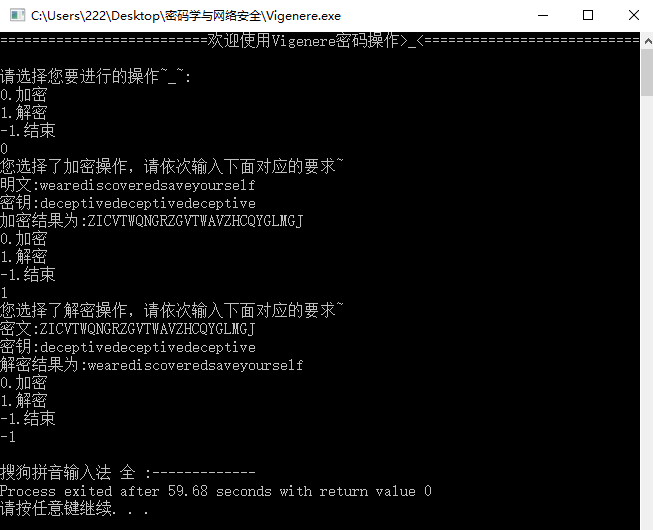 C:\Users\222\Desktop\密码学与网络安全\Vigenere.exe
==========================欢迎使用Vigenere密码操作>_<===========================
请选择您要进行的操作~_~:
0.加密
1.解密
-1.结束
0
您选择了加密操作，请依次输入下面对应的要求~
明文:wearediscoveredsaveyourself
密钥:deceptivedeceptivedeceptive
加密结果为:ZICVTWQNGRZGVTWAVZHCQYGLMGJ
0.加密
1.解密
-1.结束
1
您选择了解密操作，请依次输入下面对应的要求~
密文:ZICVTWQNGRZGVTWAVZHCQYGLMGJ
密钥:deceptivedeceptivedeceptive
解密结果为:wearediscoveredsaveyourself
0.加密
1.解密
-1.结束
-1
搜狗拼音输入法 全 :-------------
Process exited after 59.68 seconds with return value 0
请按任意键继续. . .